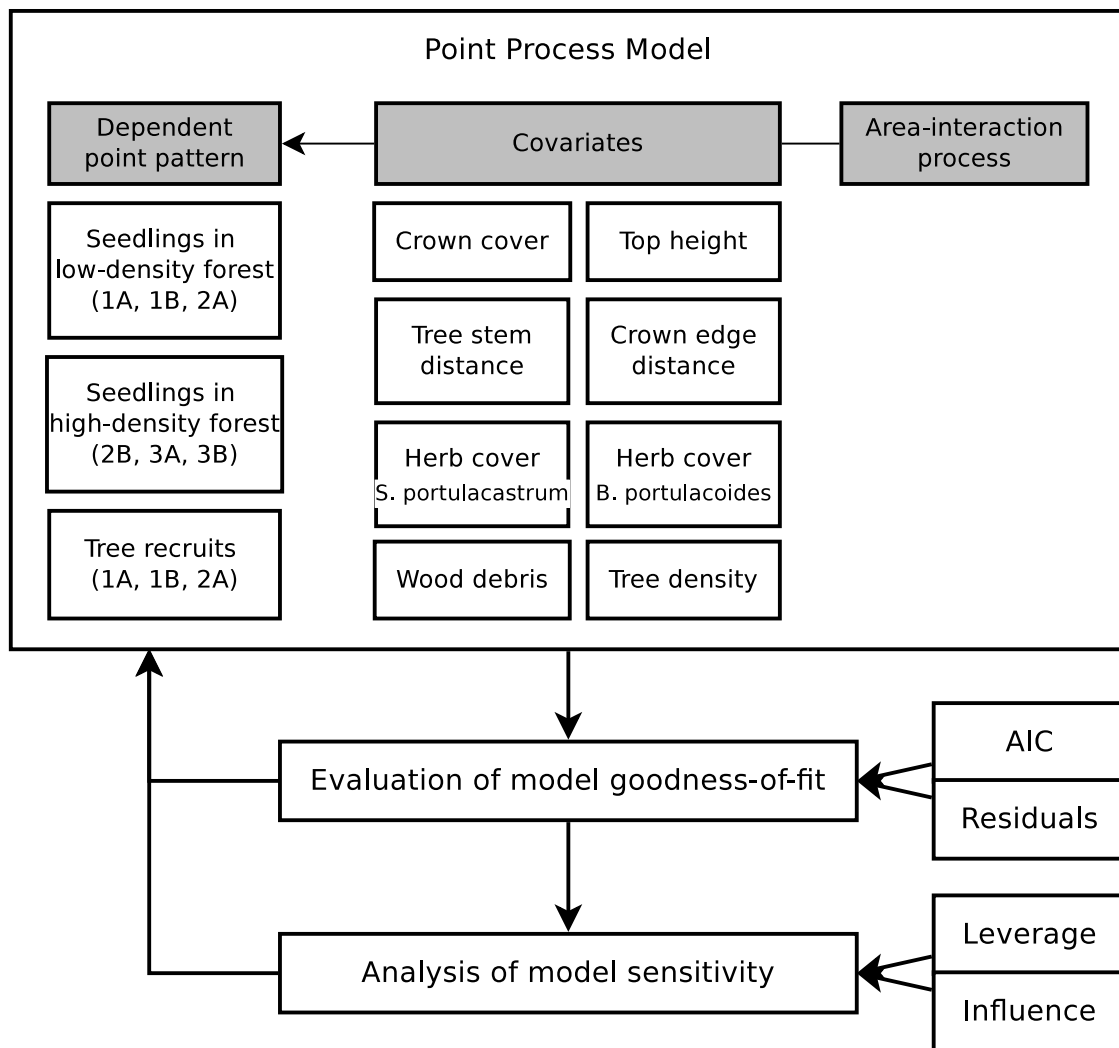 Point Process Model
Dependent
point pattern
Covariates
Area-interaction
process
Seedlings in
low-density forest
(1A, 1B, 2A)
Seedlings in
high-density forest
(2B, 3A, 3B)
Tree recruits
(1A, 1B, 2A)
Crown cover
Top height
Tree stem
distance
Crown edge
distance
Herb cover
S. portulacastrum
Herb cover
B. portulacoides
Wood debris
Tree density
Evaluation of model goodness-of-fit
AIC
Residuals
Analysis of model sensitivity
Leverage
Influence